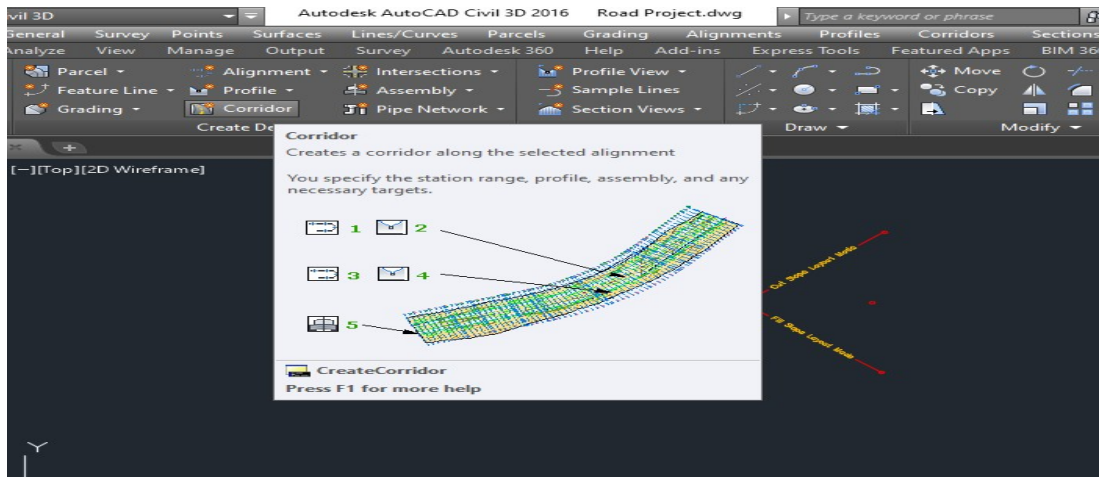 vil 3D Autodesk AutoCAD Civil 3D 2016 Road Project.dwg Type a keyword or phrase
General Survey Points Surfaces Lines/Curves Parcels Grading Alignments Profiles Corridors Sections
Analyze View Manage Output Survey Autodesk 360 Help Add-ins Express Tools Featured Apps BIM 36
Parcel Alignment Intersections Profile View Move
Feature Line Profile Assembly Sample Lines Copy
Grading Corridor Pipe Network Section Views
Create De Draw Modify
Corridor
Creates a corridor along the selected alignment
[−][Top][2D Wireframe]
You specify the station range, profile, assembly, and any
necessary targets.
1 2
3 4
5
Cut Slope Layout Mode
Fill Slope Layout Mode
CreateCorridor
Press F1 for more help
Y